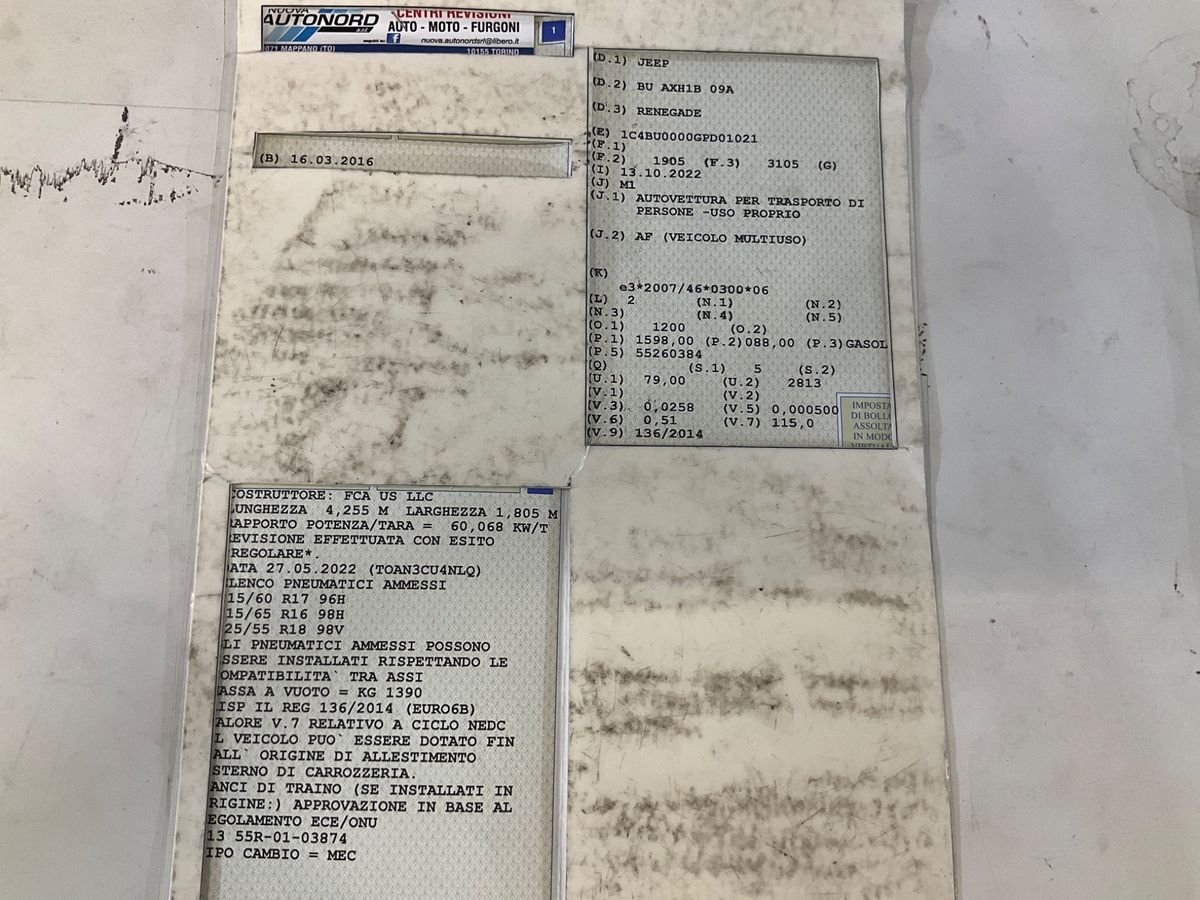 NUOVA
AUTONORD s.r.l.
CENTRI REVISIONI
AUTO - MOTO - FURGONI
nuova.autonordsrl@libero.it
071 MAPPANO (TO) 10155 TORINO
1
(B) 16.03.2016
(D.1) JEEP
(D.2) BU AXH1B 09A
(D.3) RENEGADE
(E) 1C4BU0000GPD01021
(F.1)
(F.2) 1905 (F.3) 3105 (G)
(I) 13.10.2022
(J) M1
(J.1) AUTOVETTURA PER TRASPORTO DI
PERSONE -USO PROPRIO
(J.2) AF (VEICOLO MULTIUSO)
(K)
e3*2007/46*0300*06
(L) 2 (N.1) (N.2)
(N.3) (N.4) (N.5)
(O.1) 1200 (O.2)
(P.1) 1598,00 (P.2)088,00 (P.3)GASOL
(P.5) 55260384
(Q) (S.1) 5 (S.2)
(U.1) 79,00 (U.2) 2813
(V.1) (V.2)
(V.3) 0,0258 (V.5) 0,000500
(V.6) 0,51 (V.7) 115,0
(V.9) 136/2014
IMPOSTA
DI BOLLO
ASSOLTA
IN MODO
VIRTUAL
COSTRUTTORE: FCA US LLC
LUNGHEZZA 4,255 M LARGHEZZA 1,805 M
RAPPORTO POTENZA/TARA = 60,068 KW/T
REVISIONE EFFETTUATA CON ESITO
REGOLARE*.
DATA 27.05.2022 (TOAN3CU4NLQ)
ELENCO PNEUMATICI AMMESSI
15/60 R17 96H
15/65 R16 98H
25/55 R18 98V
LI PNEUMATICI AMMESSI POSSONO
SSERE INSTALLATI RISPETTANDO LE
OMPATIBILITA` TRA ASSI
ASSA A VUOTO = KG 1390
ISP IL REG 136/2014 (EURO6B)
ALORE V.7 RELATIVO A CICLO NEDC
L VEICOLO PUO` ESSERE DOTATO FIN
ALL` ORIGINE DI ALLESTIMENTO
STERNO DI CARROZZERIA.
ANCI DI TRAINO (SE INSTALLATI IN
RIGINE:) APPROVAZIONE IN BASE AL
EGOLAMENTO ECE/ONU
13 55R-01-03874
IPO CAMBIO = MEC